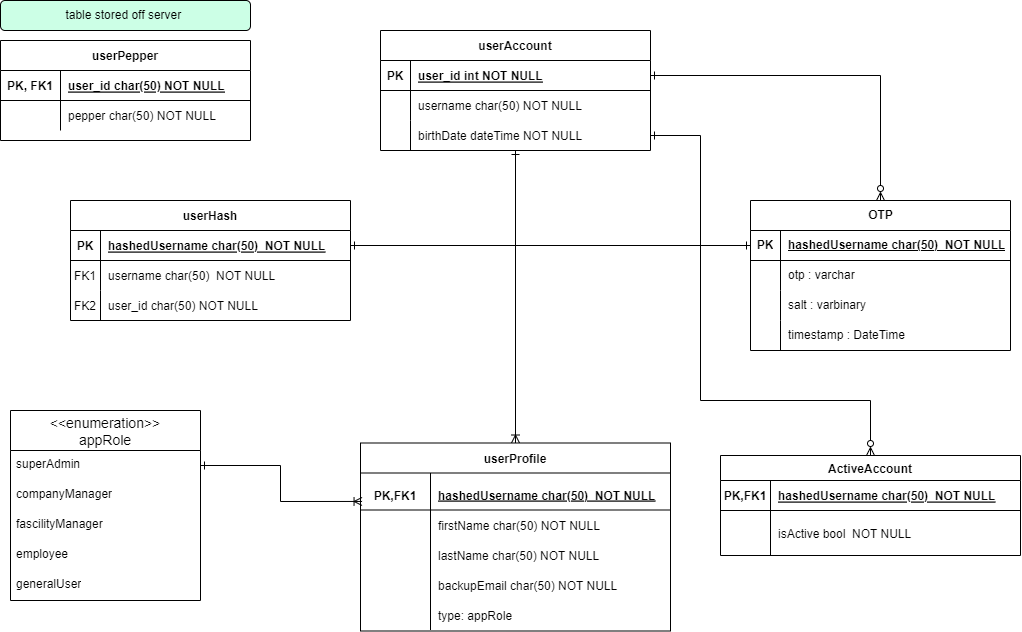 table stored off server
userPepper
PK, FK1 user_id char(50) NOT NULL
pepper char(50) NOT NULL
userAccount
PK user_id int NOT NULL
username char(50) NOT NULL
birthDate dateTime NOT NULL
userHash
PK hashedUsername char(50)  NOT NULL
FK1 username char(50)  NOT NULL
FK2 user_id char(50) NOT NULL
OTP
PK hashedUsername char(50)  NOT NULL
otp : varchar
salt : varbinary
timestamp : DateTime
<<enumeration>>
appRole
superAdmin
companyManager
fascilityManager
employee
generalUser
userProfile
PK,FK1 hashedUsername char(50)  NOT NULL
firstName char(50) NOT NULL
lastName char(50) NOT NULL
backupEmail char(50) NOT NULL
type: appRole
ActiveAccount
PK,FK1 hashedUsername char(50)  NOT NULL
isActive bool  NOT NULL